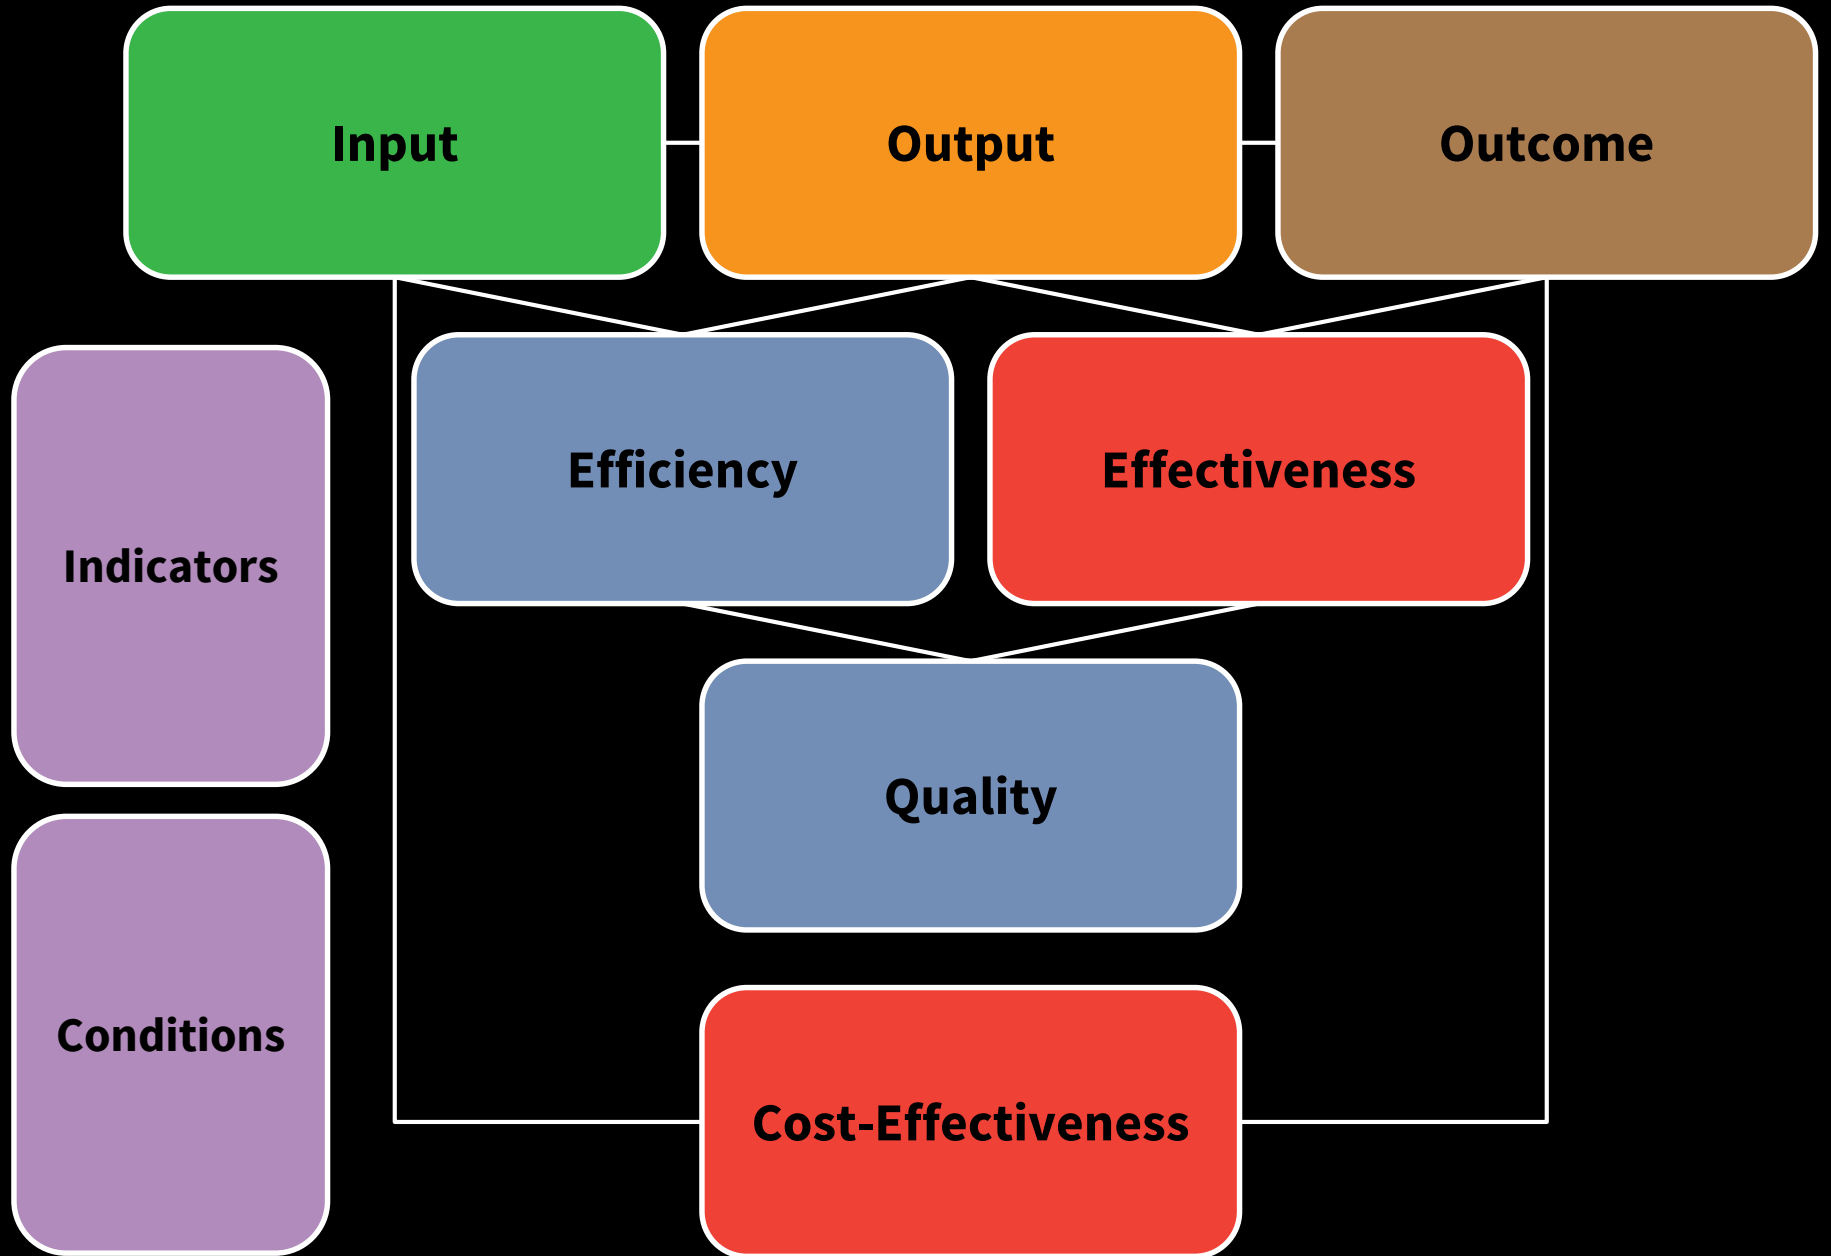 Input
Output
Outcome
Efficiency
Effectiveness
Indicators
Quality
Conditions
Cost-Effectiveness